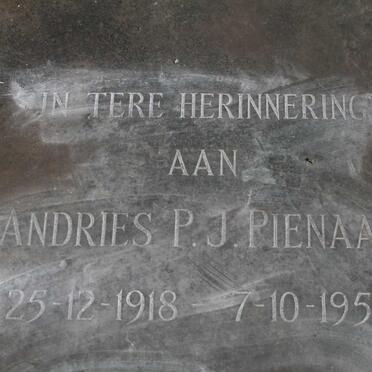 IN TERE HERINNERING
AAN
ANDRIES P. J. PIENAA
25-12-1918 - 7-10-195